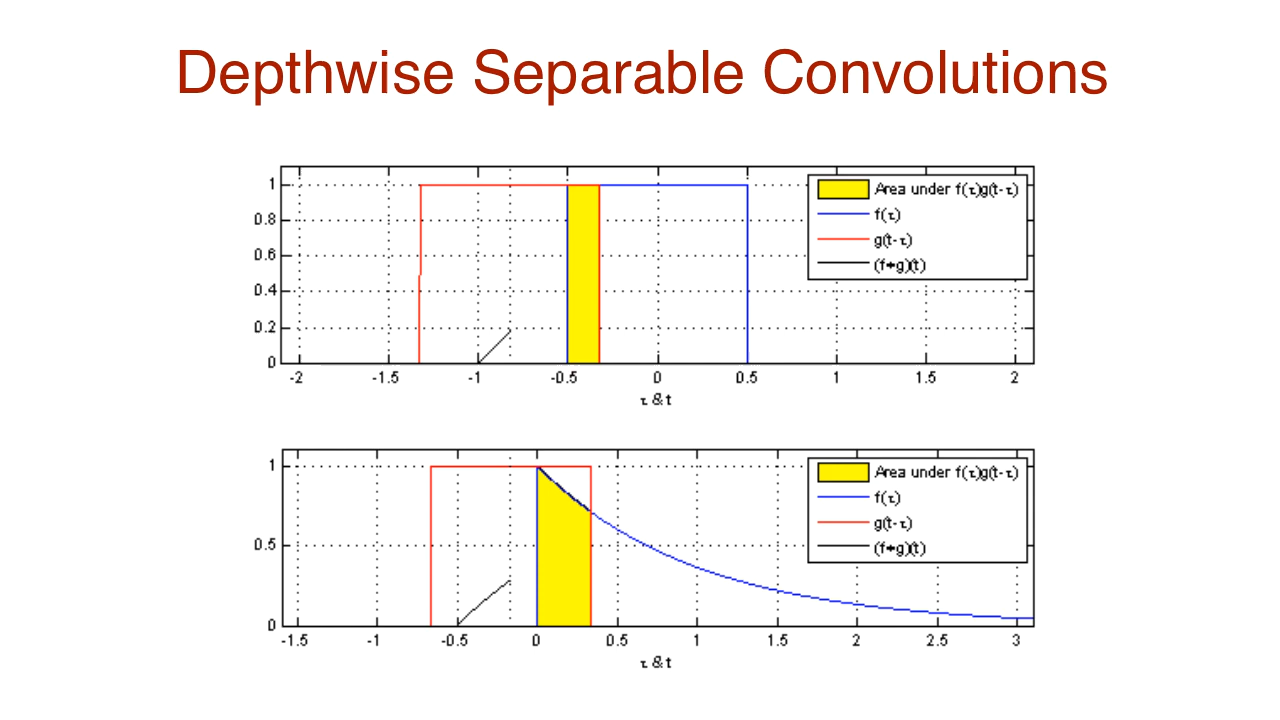 Depthwise Separable Convolutions
1
0.8
0.6
0.4
0.2
0
-2 -1.5 -1 -0.5 0 0.5 1 1.5 2
τ & t
Area under f(τ)g(t-τ)
f(τ)
g(t-τ)
(f∗g)(t)
1
0.5
0
-1.5 -1 -0.5 0 0.5 1 1.5 2 2.5 3
τ & t
Area under f(τ)g(t-τ)
f(τ)
g(t-τ)
(f∗g)(t)